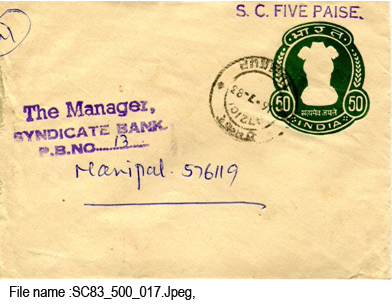 S. C. FIVE PAISE.
भारत
50 50
सत्यमेव जयते
INDIA
The Manager,
SYNDICATE BANK.
P.B.NO......13......
Manipal. 576119
File name :SC83_500_017.Jpeg,